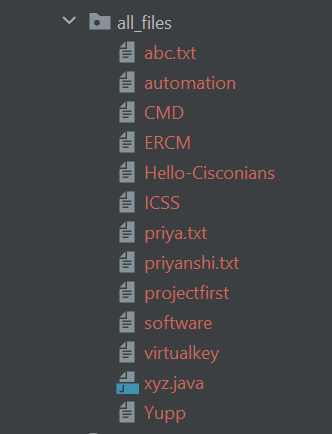 all_files
abc.txt
automation
CMD
ERCM
Hello-Cisconians
ICSS
priya.txt
priyanshi.txt
projectfirst
software
virtualkey
xyz.java
Yupp